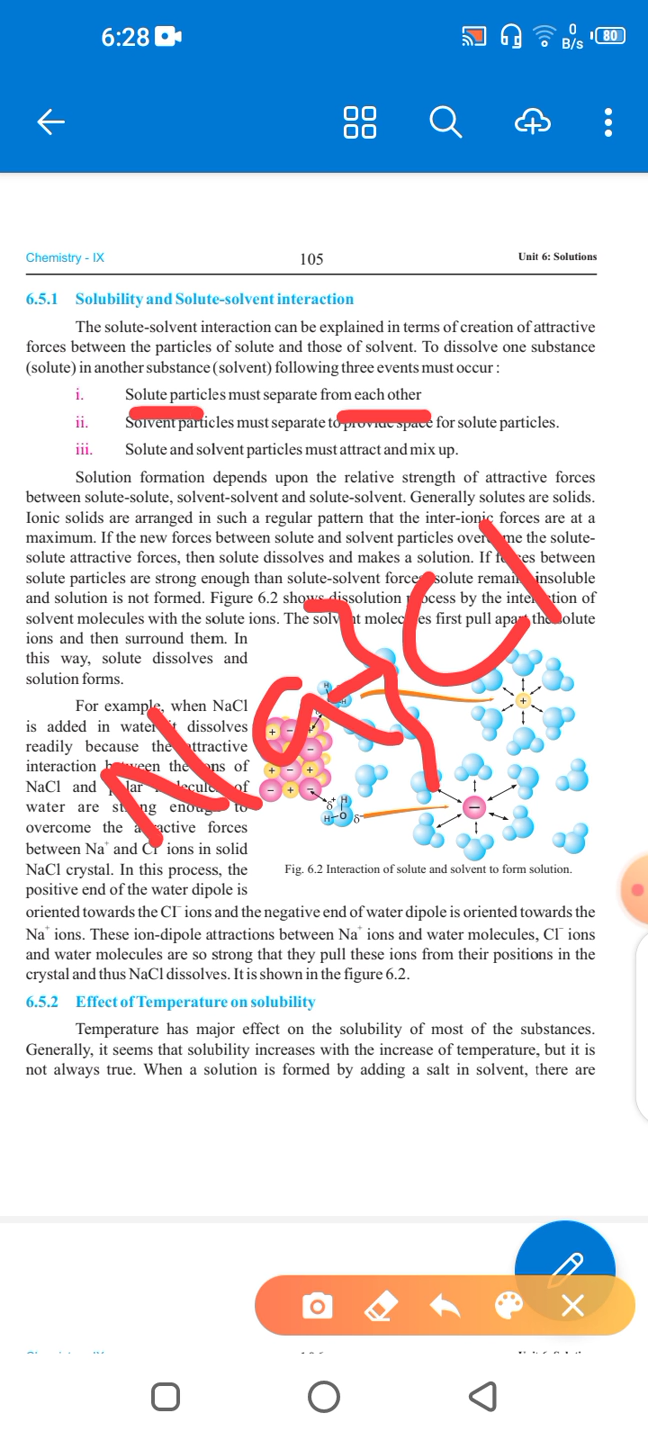 6:28
0
B/s
80
Chemistry - IX 105 Unit 6: Solutions
6.5.1 Solubility and Solute-solvent interaction
The solute-solvent interaction can be explained in terms of creation of attractive
forces between the particles of solute and those of solvent. To dissolve one substance
(solute) in another substance (solvent) following three events must occur :
i. Solute particles must separate from each other
ii. Solvent particles must separate to provide space for solute particles.
iii. Solute and solvent particles must attract and mix up.
Solution formation depends upon the relative strength of attractive forces
between solute-solute, solvent-solvent and solute-solvent. Generally solutes are solids.
Ionic solids are arranged in such a regular pattern that the inter-ionic forces are at a
maximum. If the new forces between solute and solvent particles overcome the solute-
solute attractive forces, then solute dissolves and makes a solution. If forces between
solute particles are strong enough than solute-solvent forces solute remains insoluble
and solution is not formed. Figure 6.2 shows dissolution process by the interaction of
solvent molecules with the solute ions. The solvent molecules first pull apart the solute
ions and then surround them. In
this way, solute dissolves and
solution forms.
For example, when NaCl
is added in water it dissolves
readily because the attractive
interaction between the ions of
NaCl and polar molecules of
water are strong enough to
overcome the attractive forces
between Na⁺ and Cl⁻ ions in solid
NaCl crystal. In this process, the
positive end of the water dipole is
oriented towards the Cl⁻ ions and the negative end of water dipole is oriented towards the
Na⁺ ions. These ion-dipole attractions between Na⁺ ions and water molecules, Cl⁻ ions
and water molecules are so strong that they pull these ions from their positions in the
crystal and thus NaCl dissolves. It is shown in the figure 6.2.
Fig. 6.2 Interaction of solute and solvent to form solution.
6.5.2 Effect of Temperature on solubility
Temperature has major effect on the solubility of most of the substances.
Generally, it seems that solubility increases with the increase of temperature, but it is
not always true. When a solution is formed by adding a salt in solvent, there are